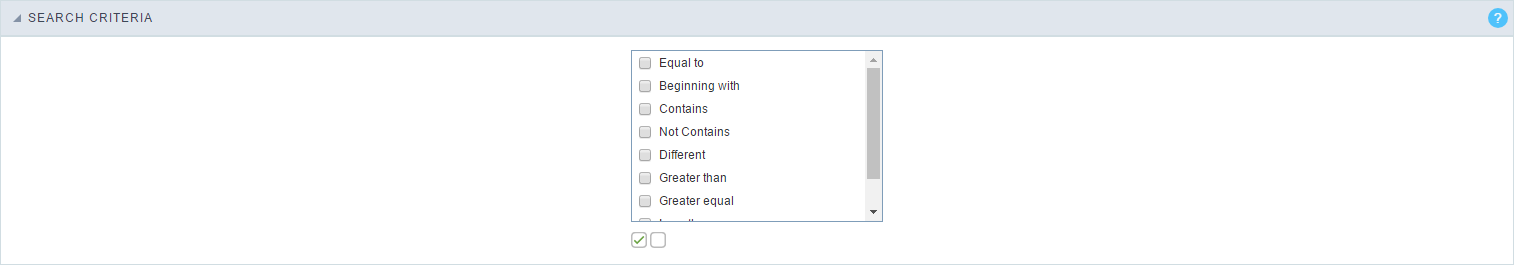 SEARCH CRITERIA
?
Equal to
Beginning with
Contains
Not Contains
Different
Greater than
Greater equal